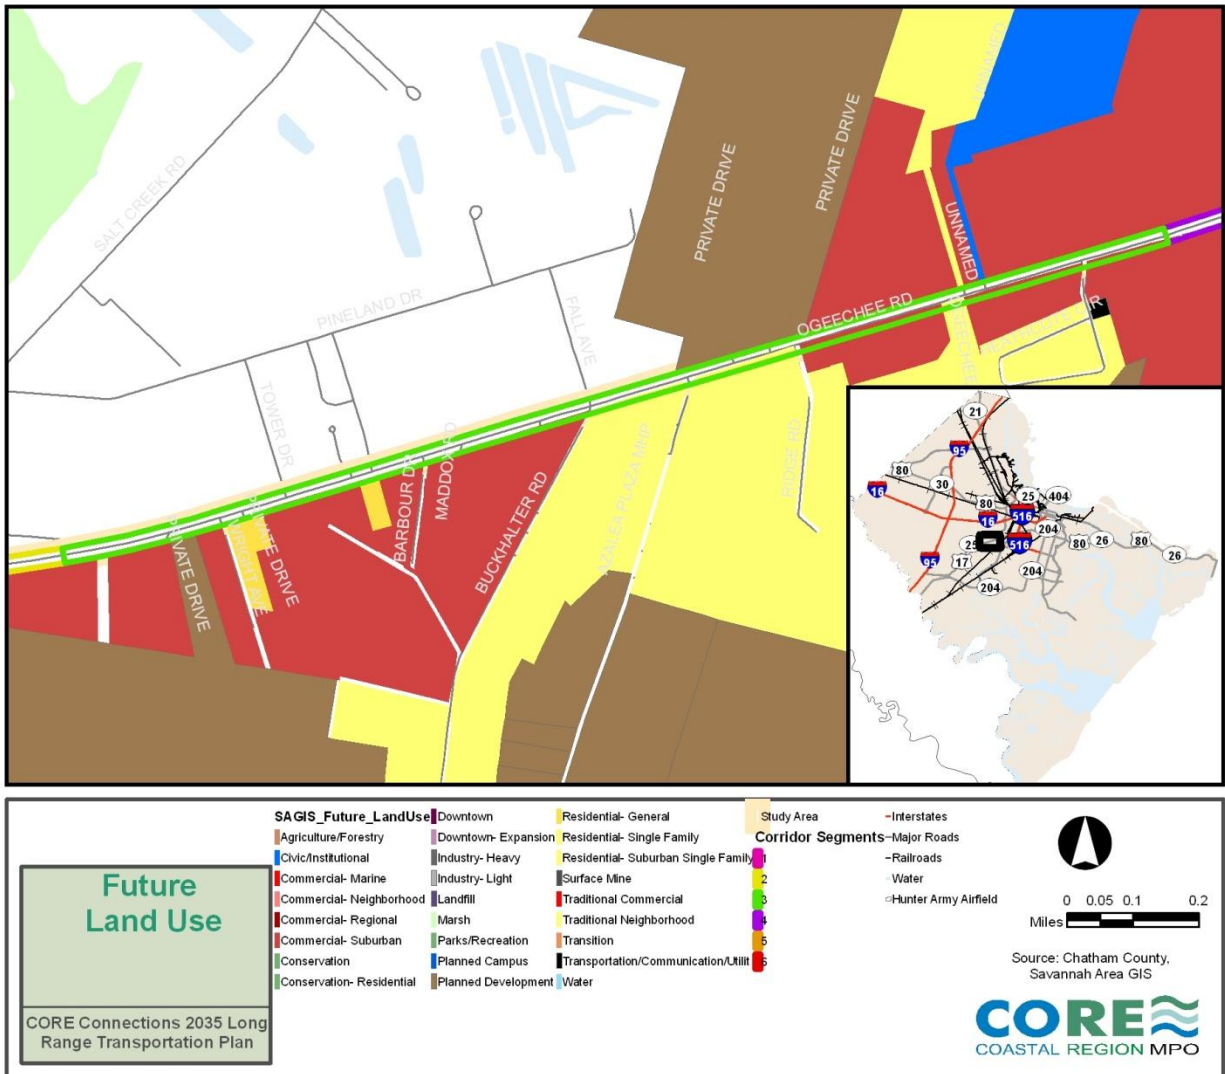 SALT CREEK RD
PINELAND DR
TOWER DR
FALL AVE
PRIVATE DRIVE
PRIVATE DRIVE
UNNAMED
UNNAMED
OGEECHEE RD
RIDGE RD
BARBOUR DR
BUCKHALTER RD
AZALEA PLAZA MHP
PRIVATE DRIVE
WRIGHT AVE
PRIVATE DRIVE
21
95
80
30
16
80
25
404
516
16
204
25
516
80
26
80
26
95
17
204
204
Future
Land Use
CORE Connections 2035 Long
Range Transportation Plan
SAGIS_Future_LandUse
Agriculture/Forestry
Civic/Institutional
Commercial- Marine
Commercial- Neighborhood
Commercial- Regional
Commercial- Suburban
Conservation
Conservation- Residential
Downtown
Downtown- Expansion
Industry- Heavy
Industry- Light
Landfill
Marsh
Parks/Recreation
Planned Campus
Planned Development
Residential- General
Residential- Single Family
Residential- Suburban Single Family
Surface Mine
Traditional Commercial
Traditional Neighborhood
Transition
Transportation/Communication/Utilit
Water
Study Area
Corridor Segments
1
2
3
4
5
6
Interstates
Major Roads
Railroads
Water
Hunter Army Airfield
0 0.05 0.1 0.2
Miles
Source: Chatham County,
Savannah Area GIS
CORE
COASTAL REGION MPO